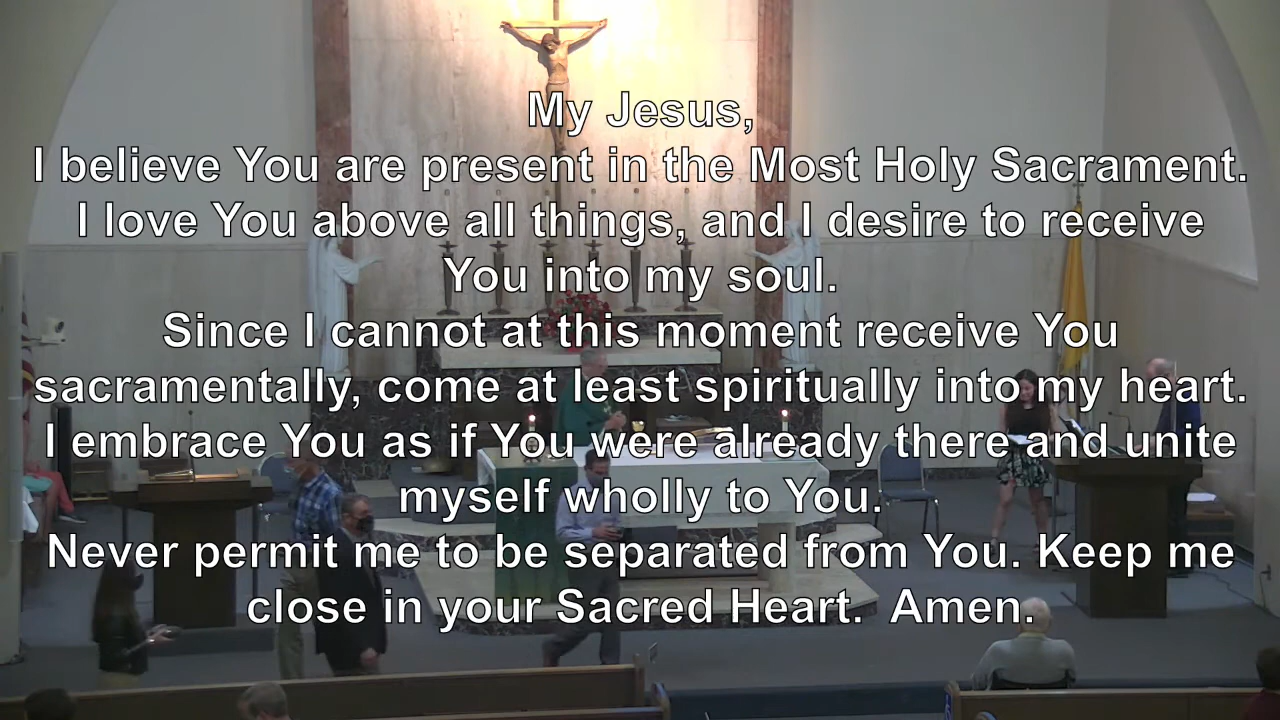 My Jesus,
I believe You are present in the Most Holy Sacrament.
I love You above all things, and I desire to receive
You into my soul.
Since I cannot at this moment receive You
sacramentally, come at least spiritually into my heart.
I embrace You as if You were already there and unite
myself wholly to You.
Never permit me to be separated from You. Keep me
close in your Sacred Heart.  Amen.